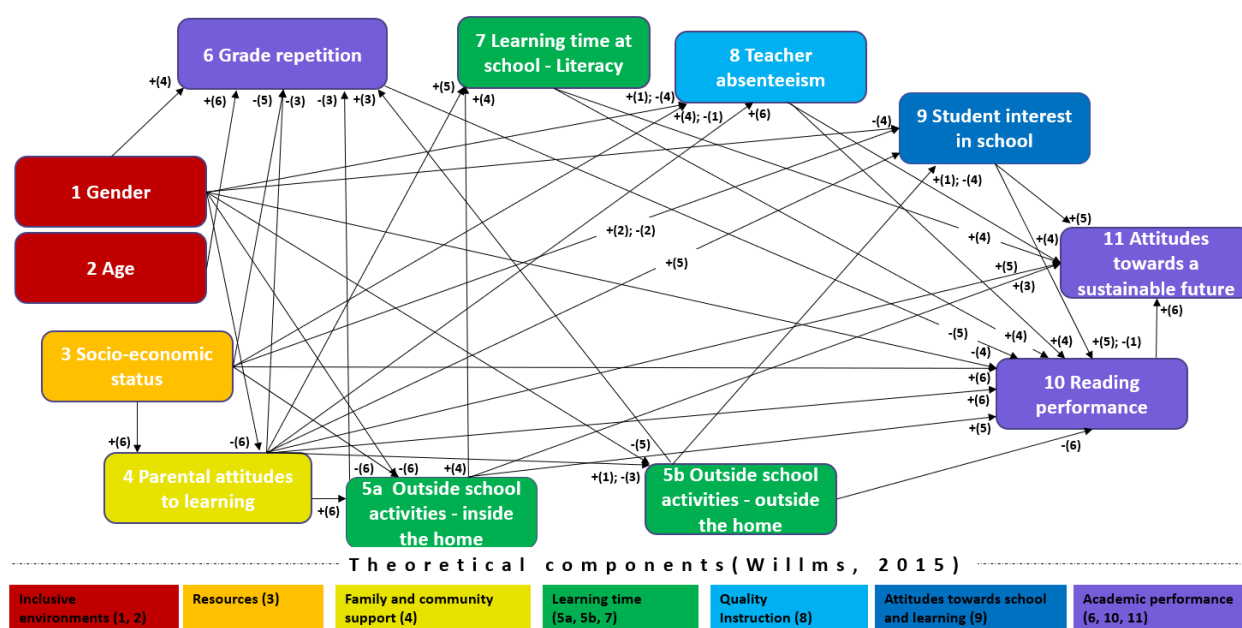 6 Grade repetition
7 Learning time at
school - Literacy
8 Teacher
absenteeism
+(4)
+(6)
-(5)
-(3)
-(3)
+(3)
+(5)
+(4)
+(1); -(4)
+(4); -(1)
+(6)
-(4)
9 Student interest
in school
1 Gender
+(1); -(4)
2 Age
+(2); -(2)
+(5)
+(4)
+(5)
+(3)
+(5)
+(4)
11 Attitudes
towards a
sustainable future
+(6)
3 Socio-economic
status
-(5)
+(4)
+(4)
+(5); -(1)
-(4)
+(6)
+(6)
+(5)
10 Reading
performance
-(6)
+(6)
-(6)
-(6)
-(6)
+(4)
-(5)
+(1); -(3)
4 Parental attitudes
to learning
+(6)
5a Outside school
activities - inside
the home
5b Outside school
activities - outside
the home
Theoretical components (Willms, 2015)
Inclusive
environments (1, 2)
Resources (3)
Family and community
support (4)
Learning time
(5a, 5b, 7)
Quality
Instruction (8)
Attitudes towards school
and learning (9)
Academic performance
(6, 10, 11)